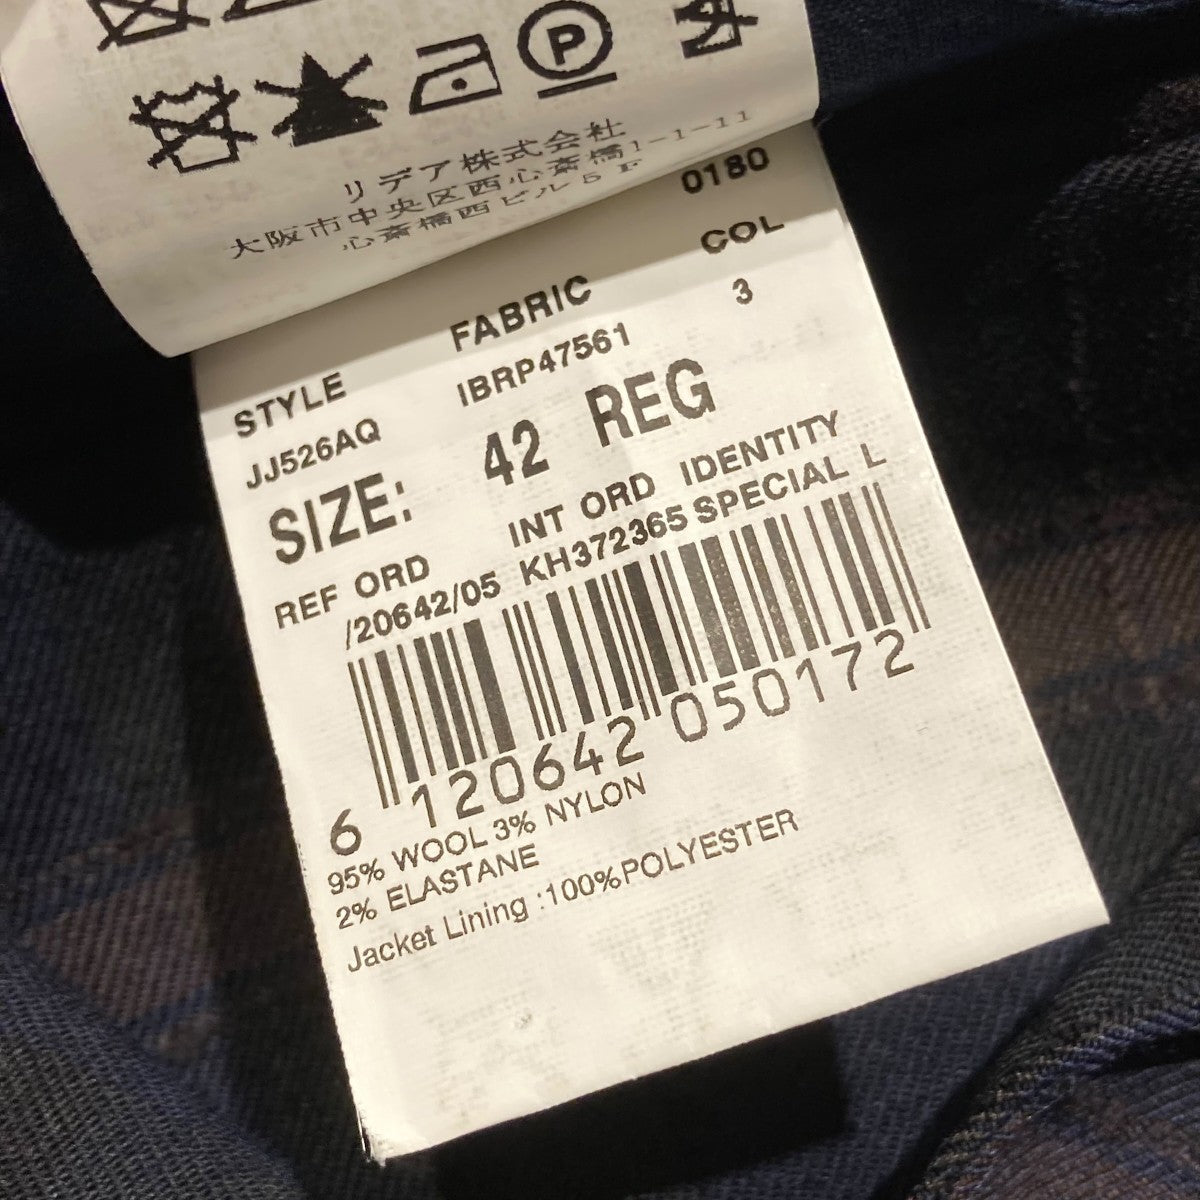 P
リデア株式会社
大阪市中央区西心斎橋1-1-11
心斎橋西ビル5F
0180
STYLE FABRIC COL
JJ526AQ IBRP47561 3
SIZE: 42 REG
REF ORD INT ORD IDENTITY
/20642/05 KH372365 SPECIAL L
6 120642 050172
95% WOOL 3% NYLON
2% ELASTANE
Jacket Lining :100%POLYESTER